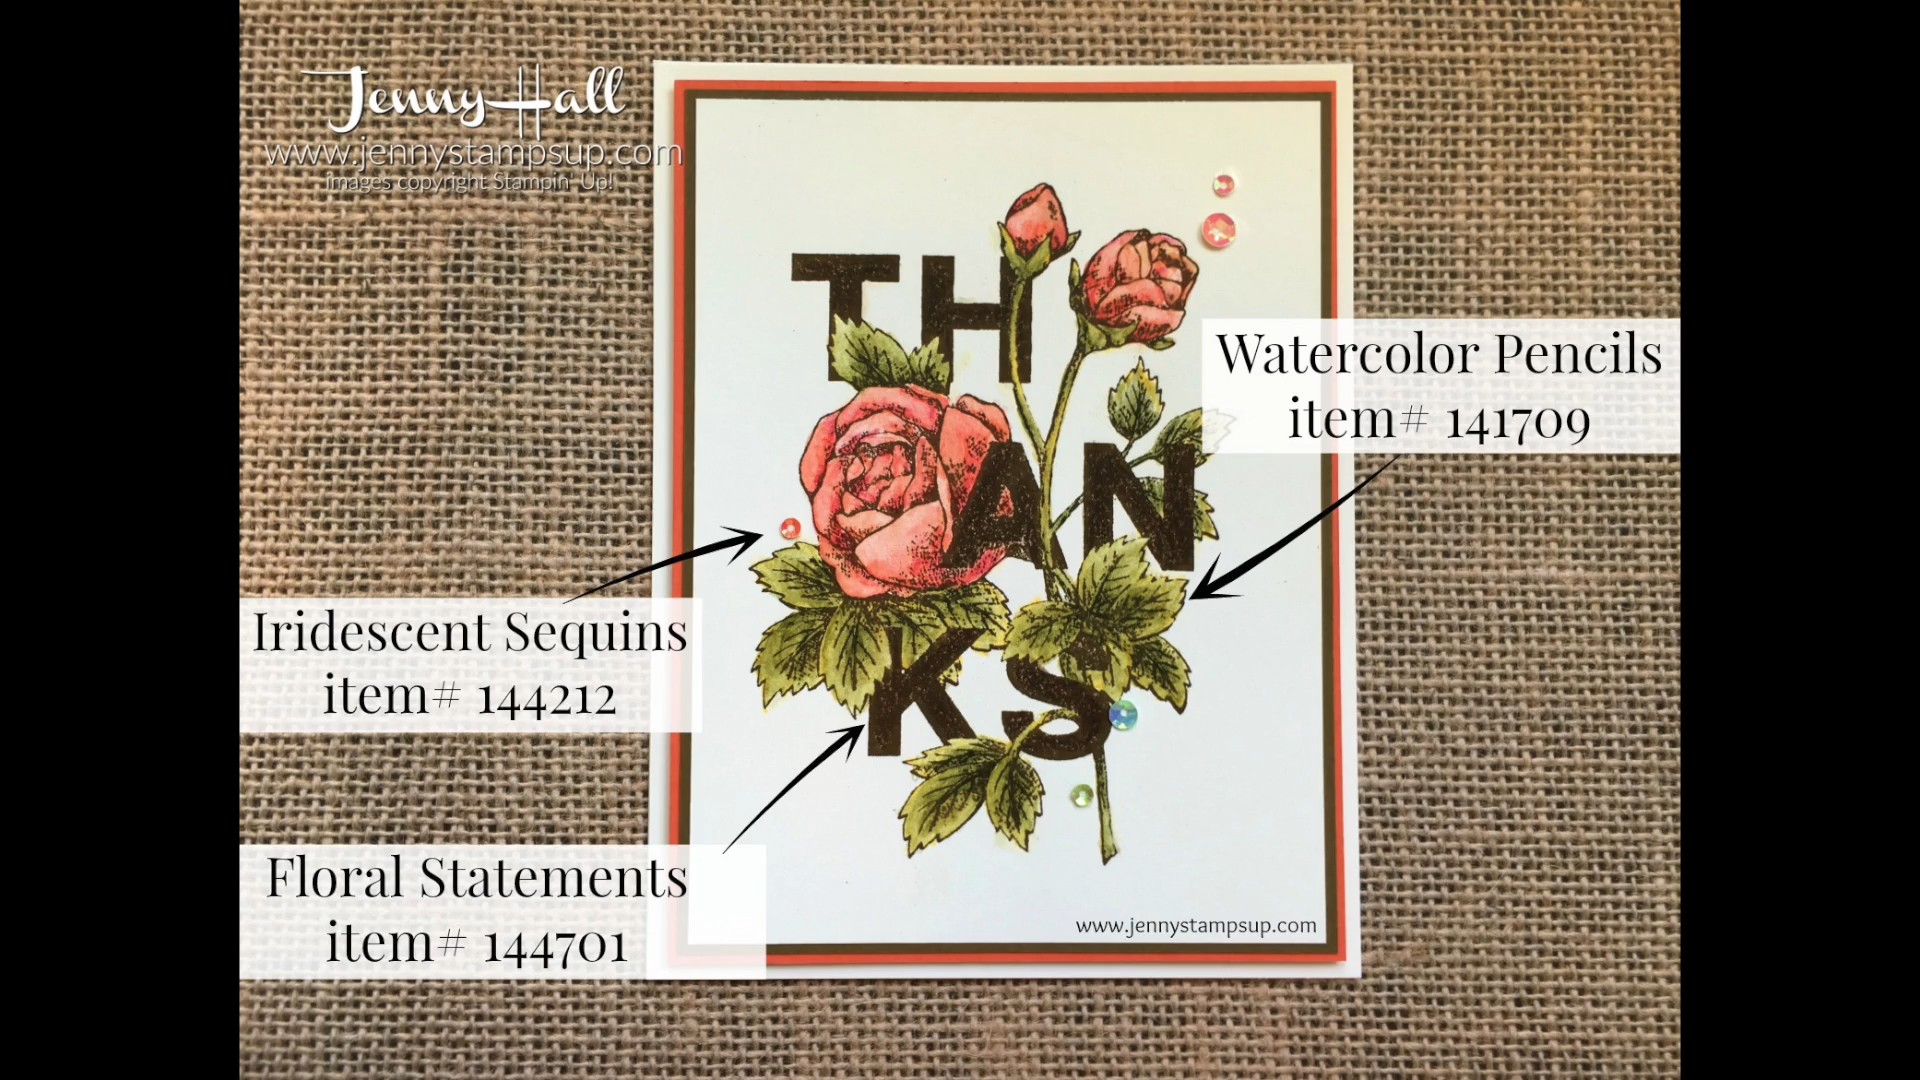 Jenny Hall
www.jennystampsup.com
images copyright Stampin' Up!
TH
AN
KS
Watercolor Pencils
item# 141709
Iridescent Sequins
item# 144212
Floral Statements
item# 144701
www.jennystampsup.com